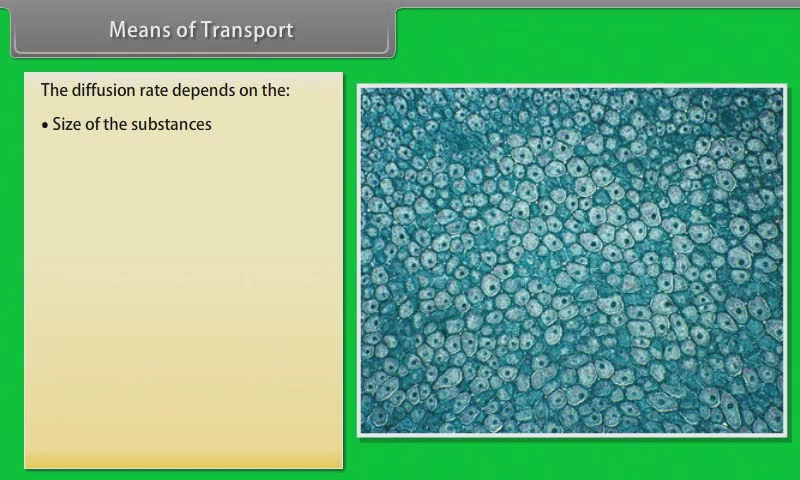 Means of Transport
The diffusion rate depends on the:
• Size of the substances